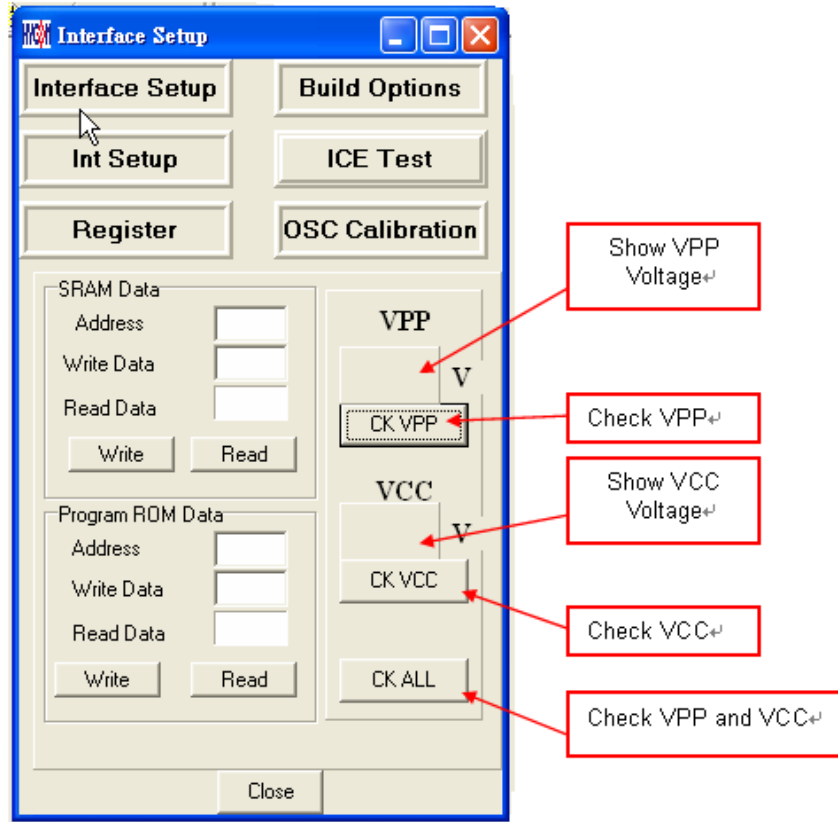 Interface Setup
Interface Setup
Build Options
Int Setup
ICE Test
Register
OSC Calibration
SRAM Data
Address
Write Data
Read Data
Write
Read
Program ROM Data
Address
Write Data
Read Data
Write
Read
VPP
V
CK VPP
VCC
V
CK VCC
CK ALL
Close
Show VPP
Voltage↵
Check VPP↵
Show VCC
Voltage↵
Check VCC↵
Check VPP and VCC↵